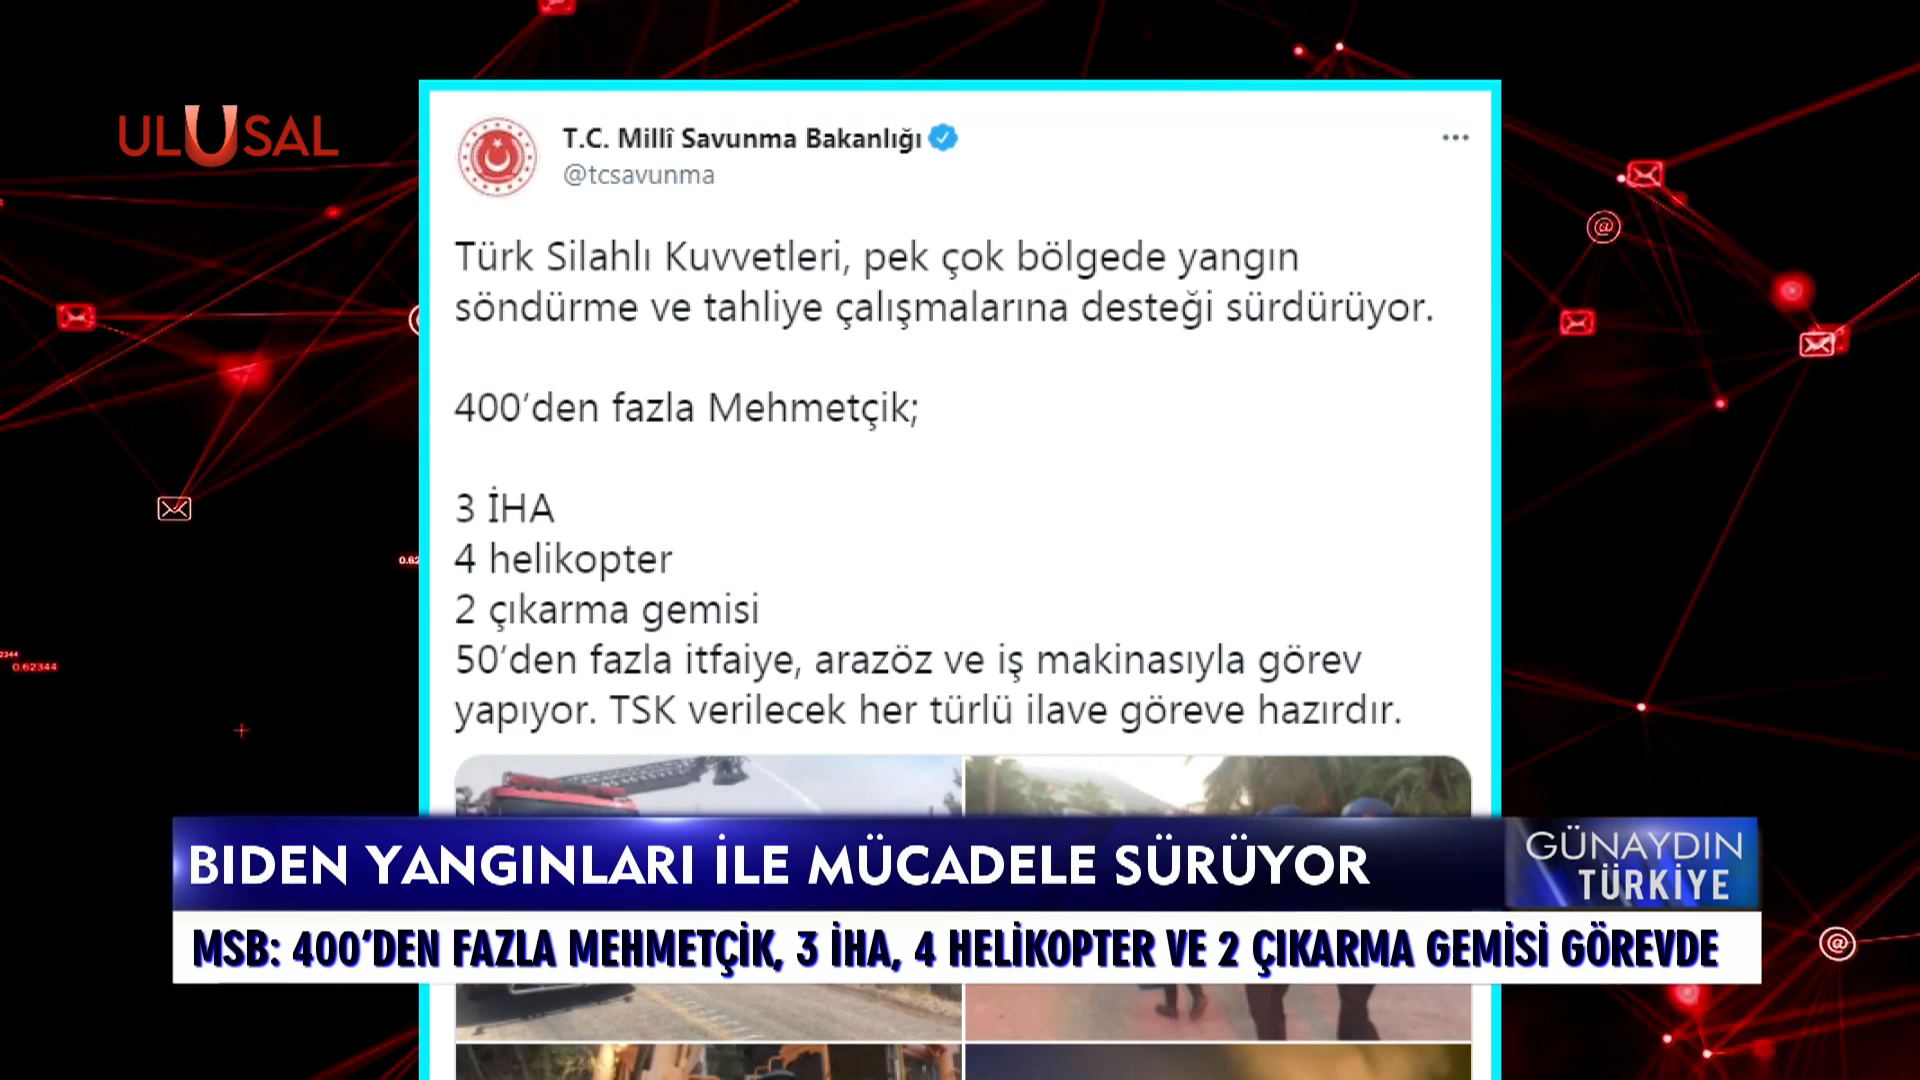 ULUSAL
T.C. Millî Savunma Bakanlığı
@tcsavunma
Türk Silahlı Kuvvetleri, pek çok bölgede yangın
söndürme ve tahliye çalışmalarına desteği sürdürüyor.
400’den fazla Mehmetçik;
3 İHA
4 helikopter
2 çıkarma gemisi
50’den fazla itfaiye, arazöz ve iş makinasıyla görev
yapıyor. TSK verilecek her türlü ilave göreve hazırdır.
BIDEN YANGINLARI İLE MÜCADELE SÜRÜYOR
GÜNAYDIN
TÜRKİYE
MSB: 400’DEN FAZLA MEHMETÇİK, 3 İHA, 4 HELİKOPTER VE 2 ÇIKARMA GEMİSİ GÖREVDE
0.62344